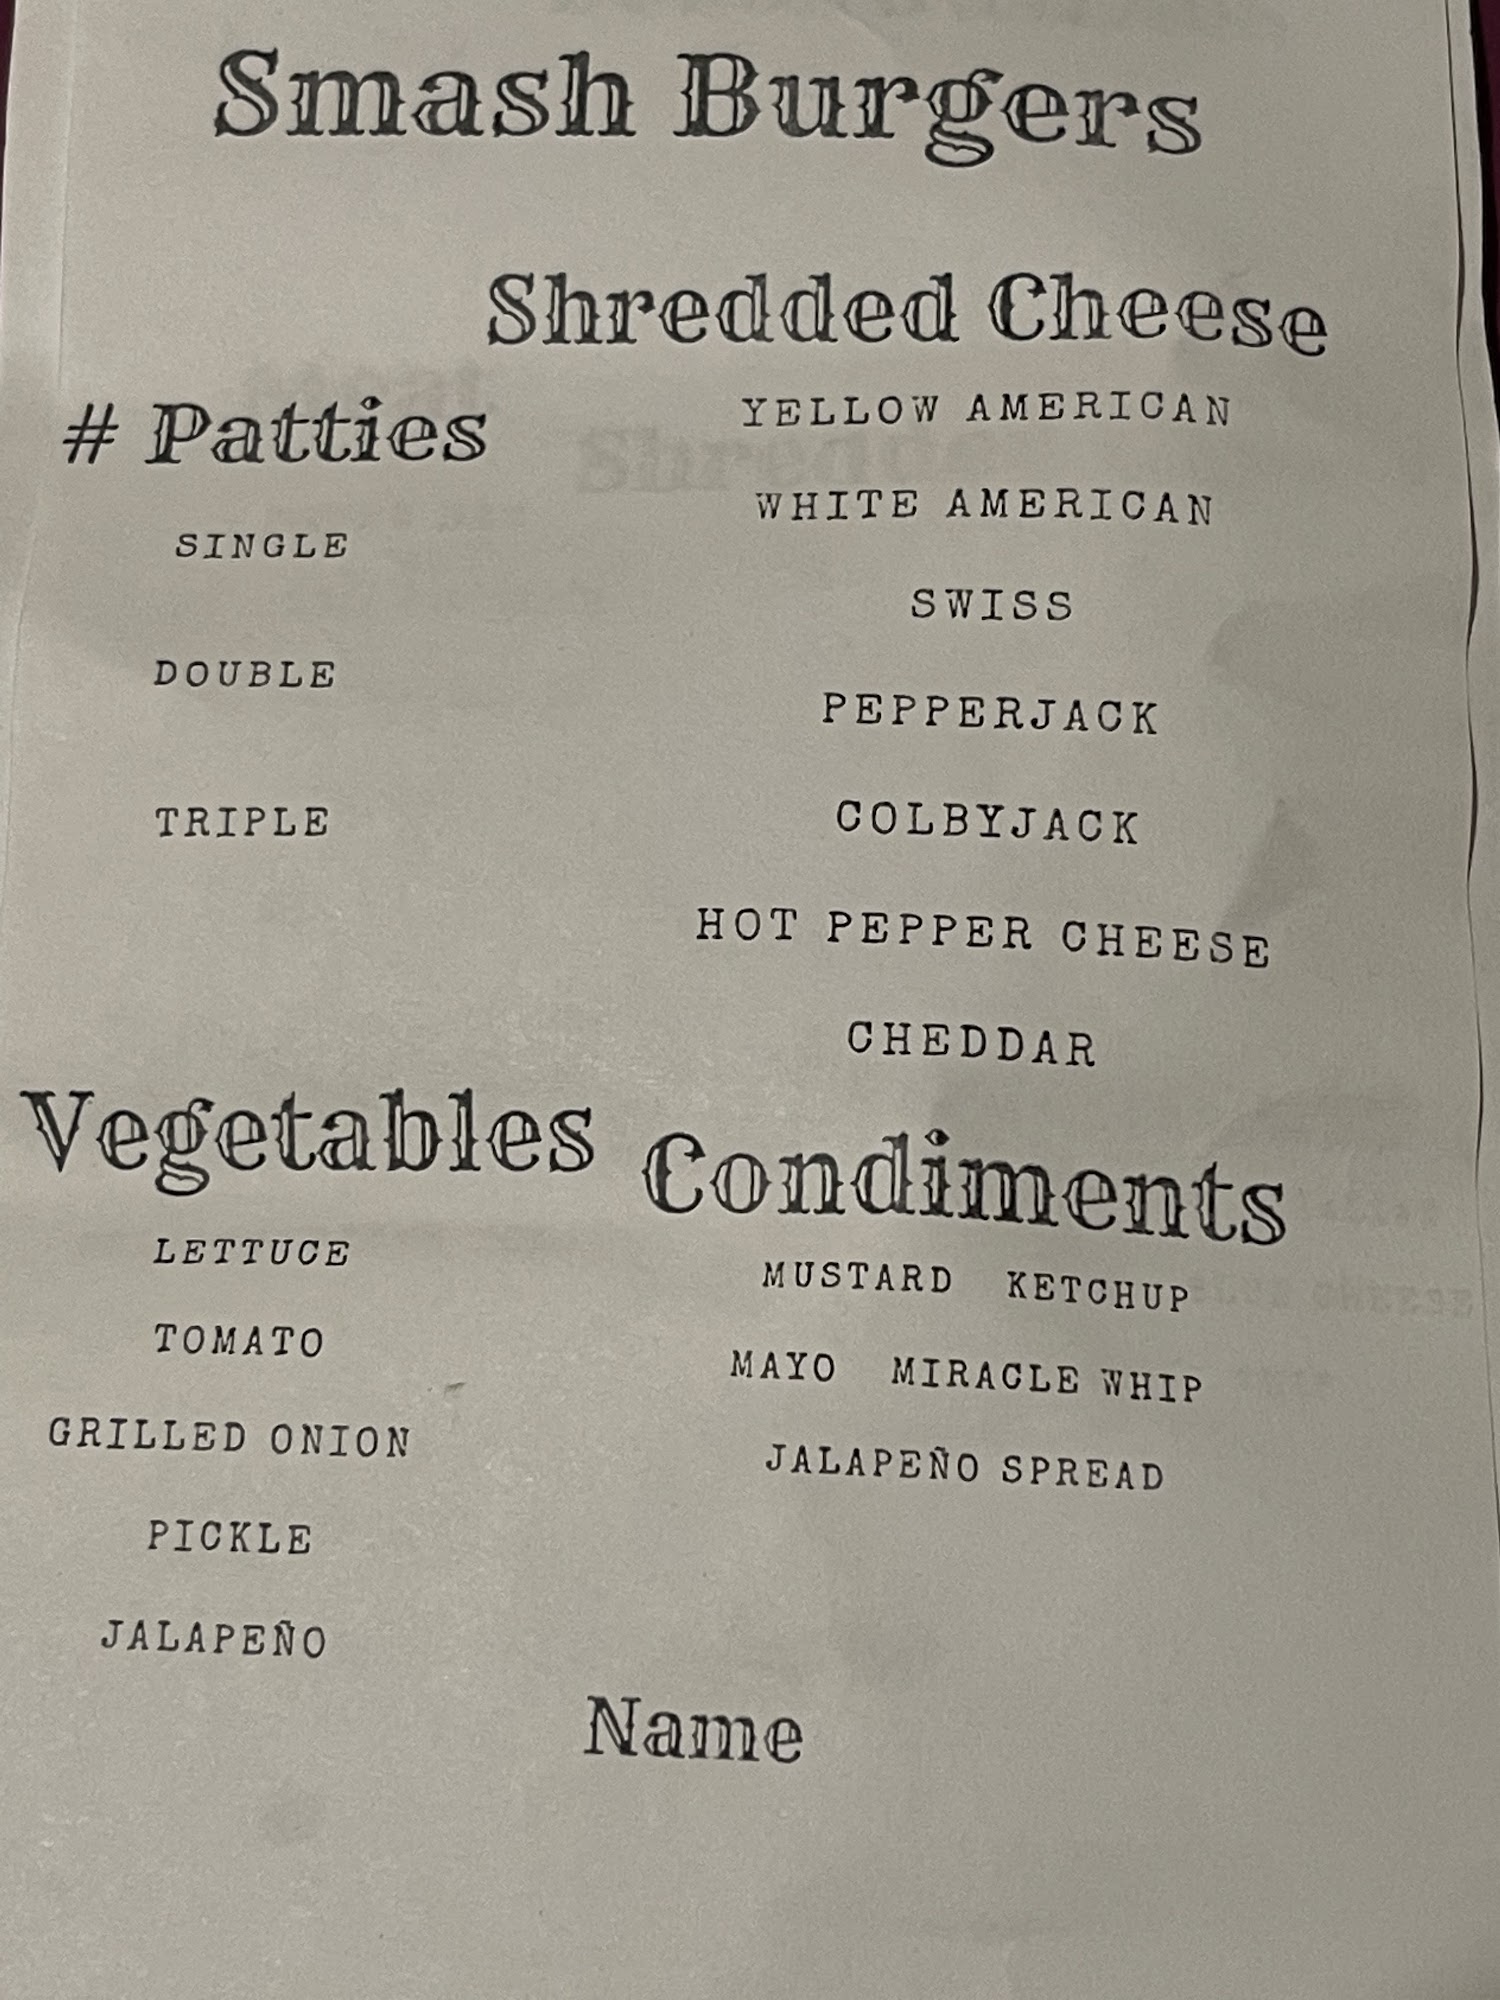 Smash Burgers
Shredded Cheese
YELLOW AMERICAN
WHITE AMERICAN
SWISS
PEPPERJACK
COLBYJACK
HOT PEPPER CHEESE
CHEDDAR
# Patties
SINGLE
DOUBLE
TRIPLE
Vegetables
LETTUCE
TOMATO
GRILLED ONION
PICKLE
JALAPEÑO
Condiments
MUSTARD KETCHUP
MAYO MIRACLE WHIP
JALAPEÑO SPREAD
Name